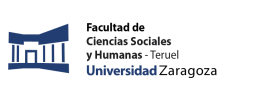 Facultad de
Ciencias Sociales
y Humanas - Teruel
Universidad Zaragoza